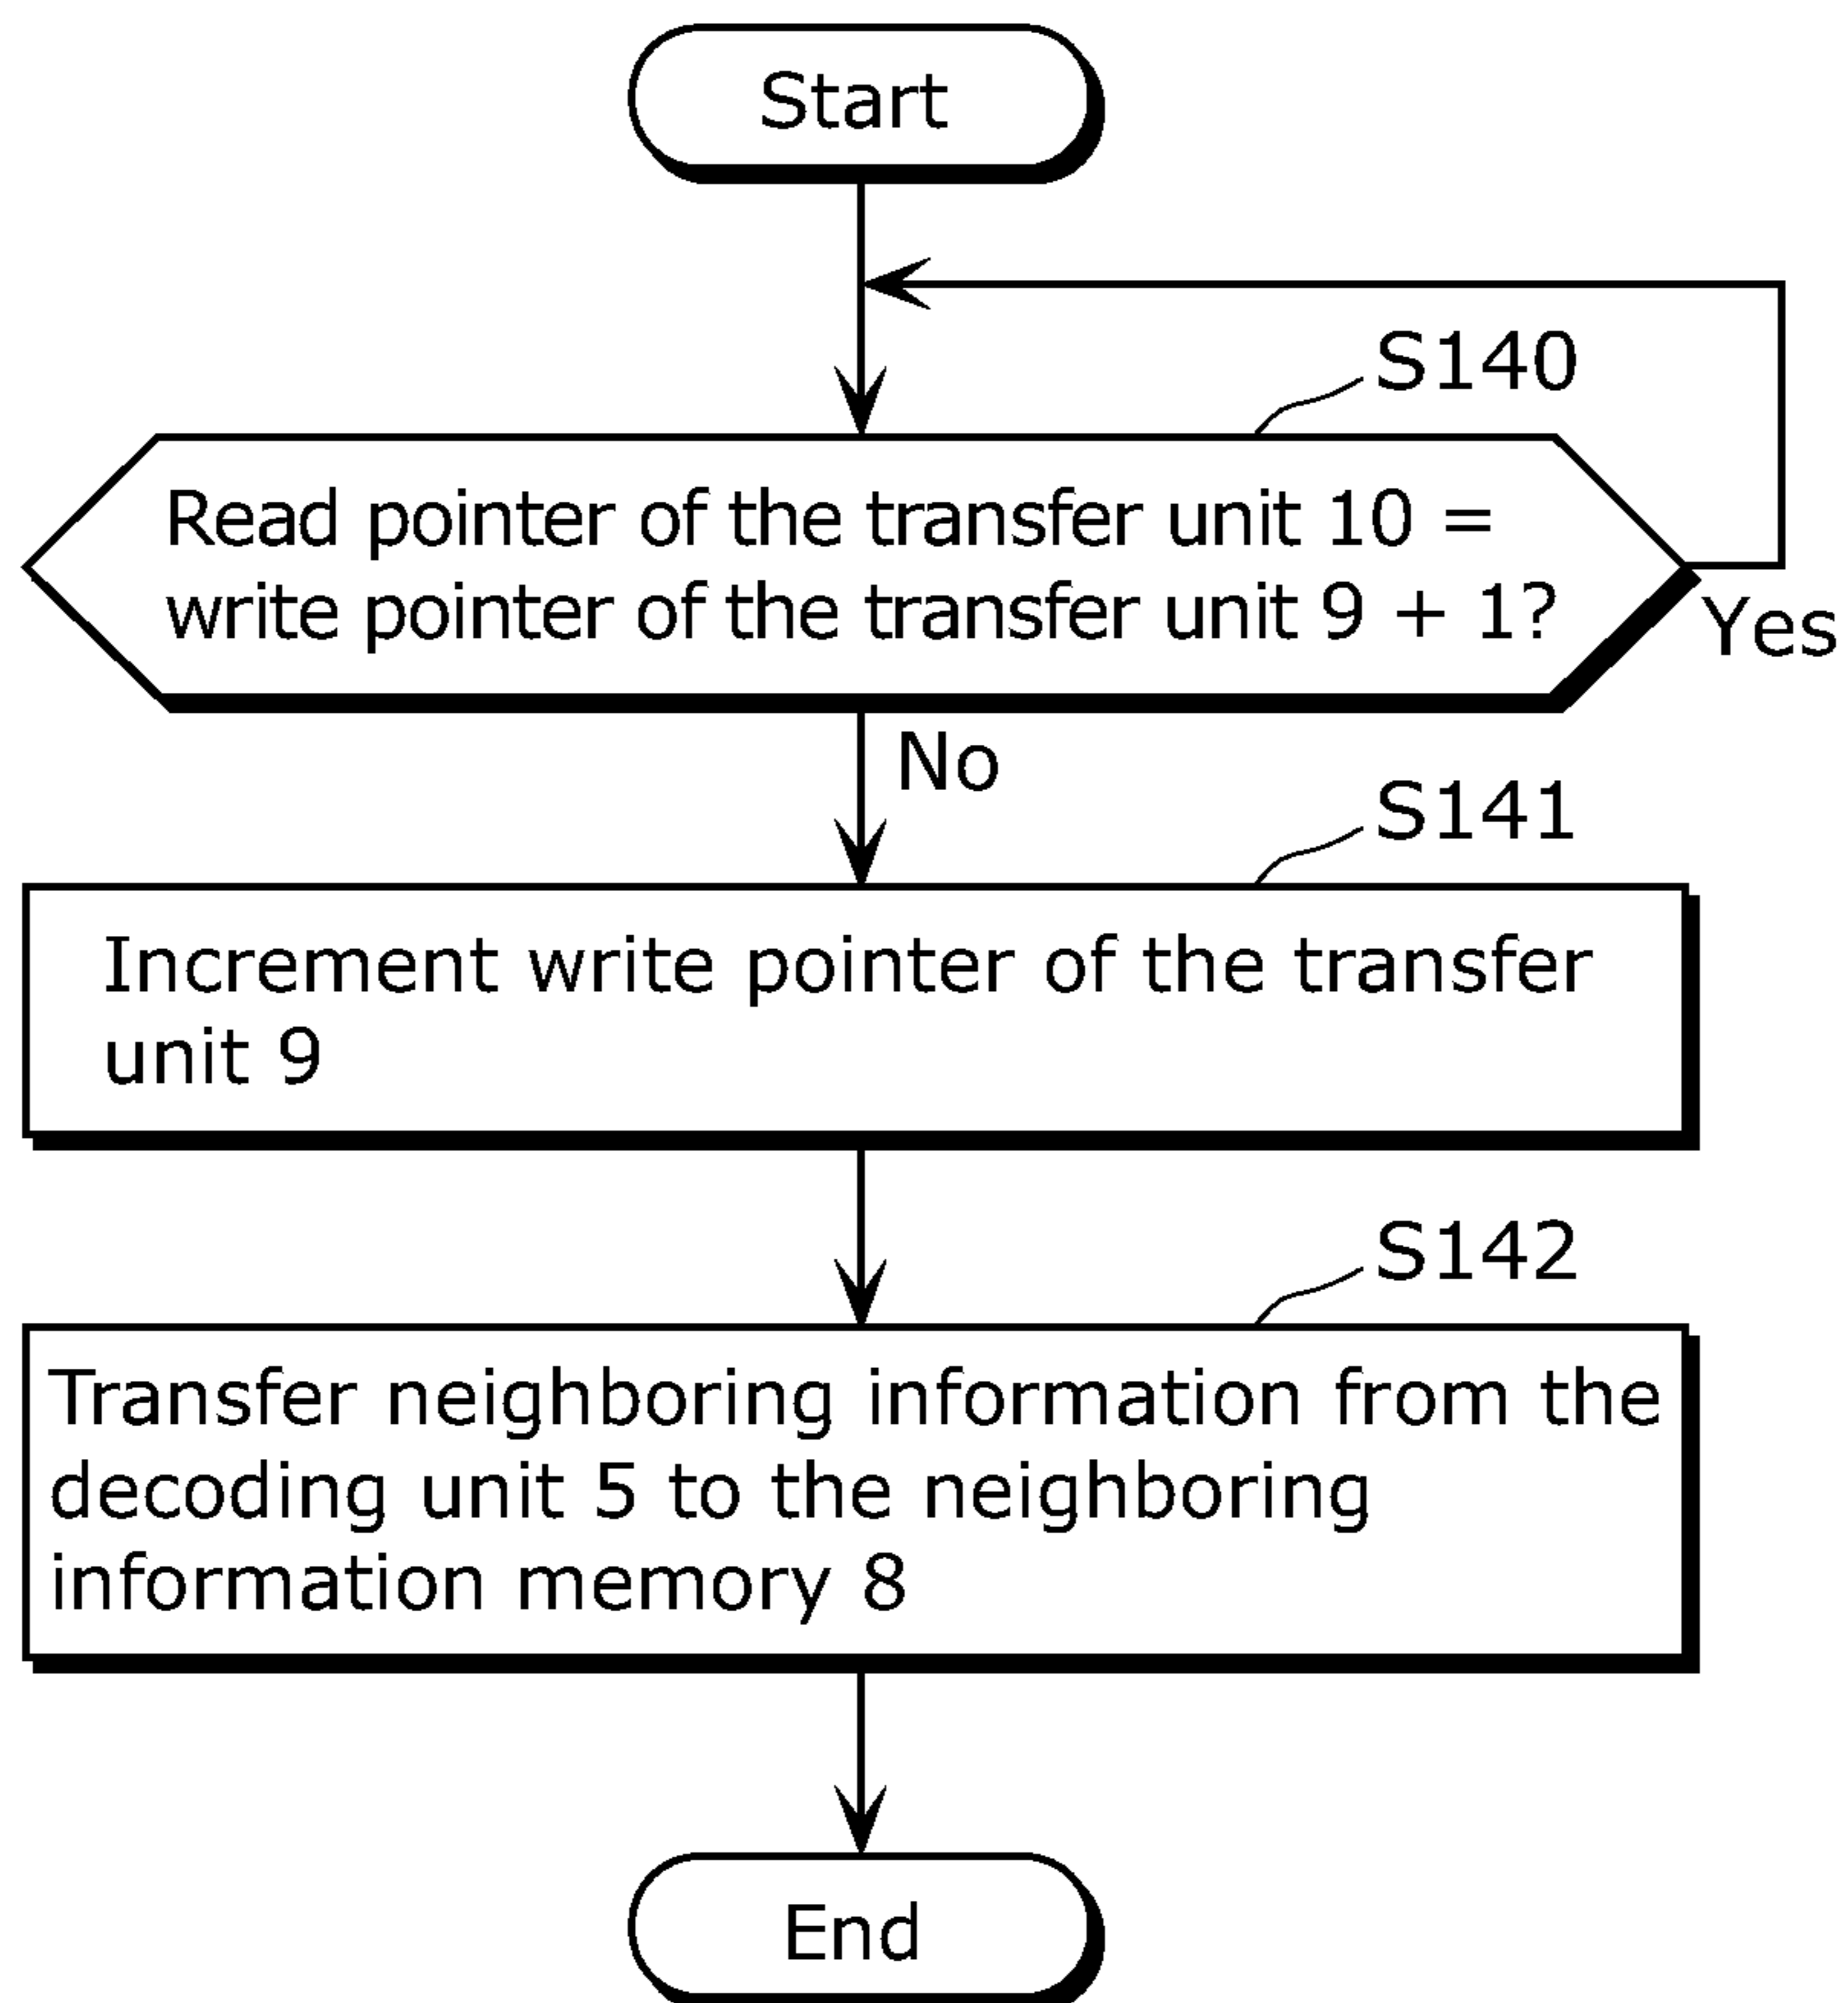 Start
S140
Read pointer of the transfer unit 10 =
write pointer of the transfer unit 9 + 1?
Yes
No
S141
Increment write pointer of the transfer
unit 9
S142
Transfer neighboring information from the
decoding unit 5 to the neighboring
information memory 8
End